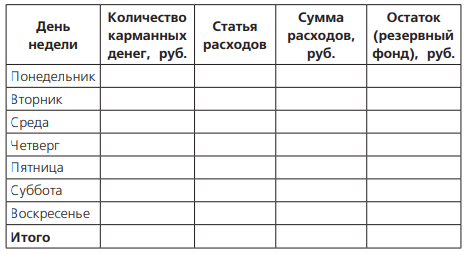 День недели
Количество карманных денег, руб.
Статья расходов
Сумма расходов, руб.
Остаток (резервный фонд), руб.
Понедельник
Вторник
Среда
Четверг
Пятница
Суббота
Воскресенье
Итого